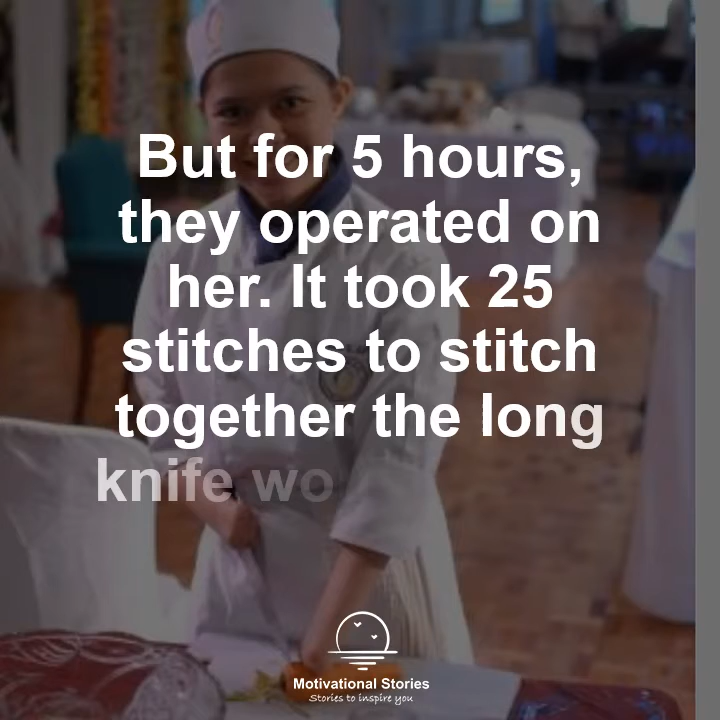 But for 5 hours,
they operated on
her. It took 25
stitches to stitch
together the long
knife
Motivational Stories
Stories to inspire you